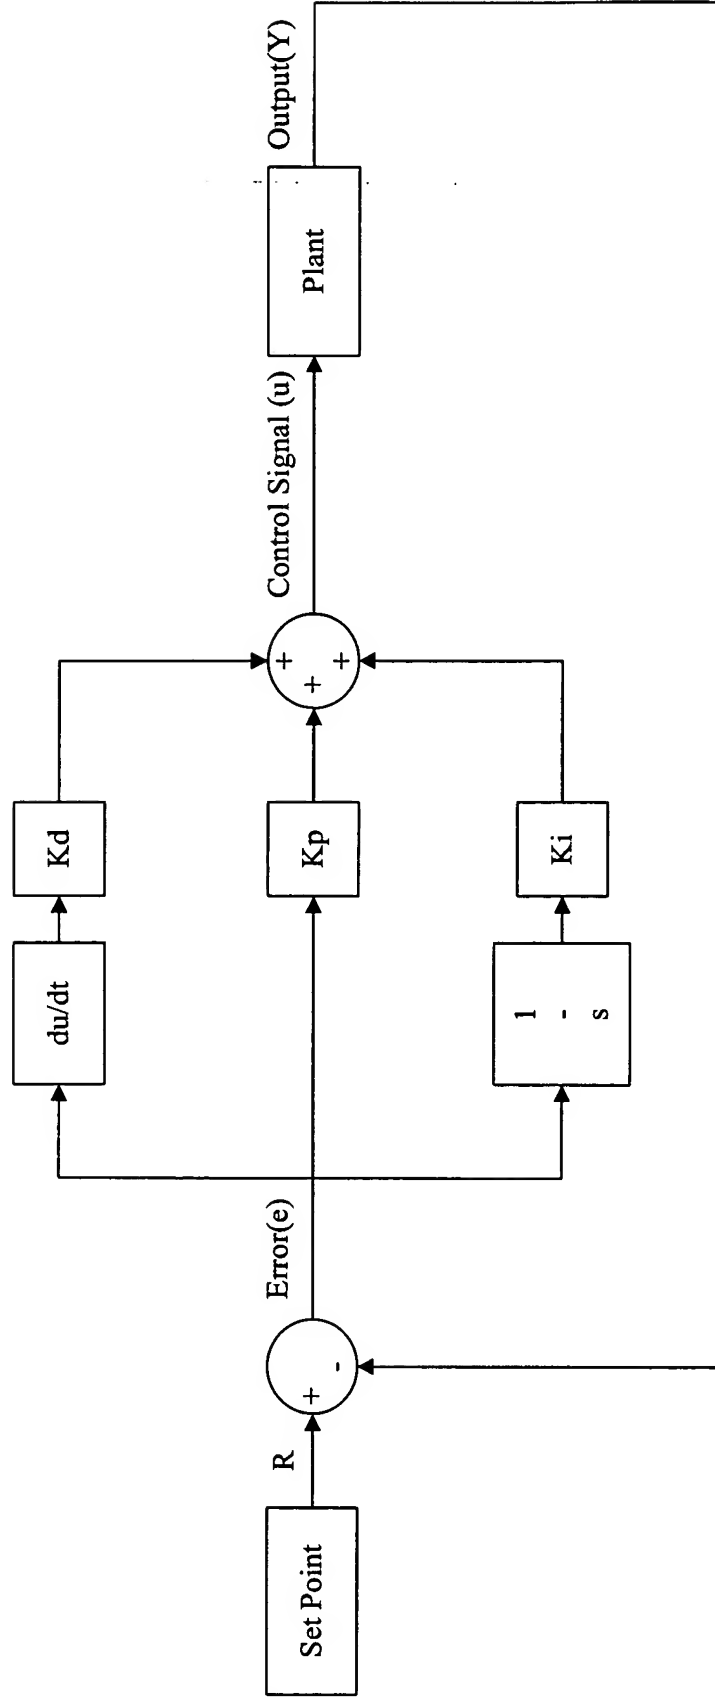 Set Point
R
+
-
Error(e)
du/dt
Kd
Kp
1
-
s
Ki
+
+
+
Control Signal (u)
Plant
Output(Y)